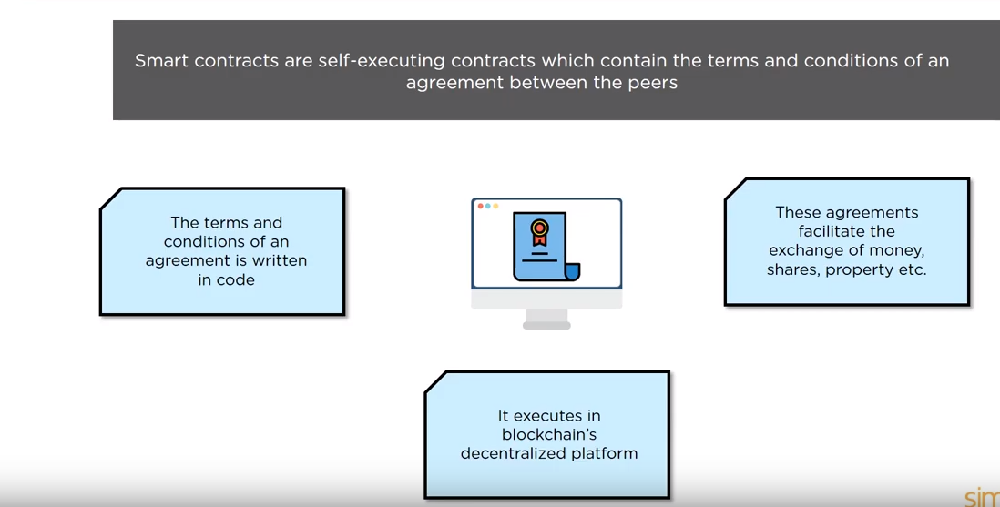 Smart contracts are self-executing contracts which contain the terms and conditions of an
agreement between the peers
The terms and
conditions of an
agreement is written
in code
These agreements
facilitate the
exchange of money,
shares, property etc.
It executes in
blockchain's
decentralized platform